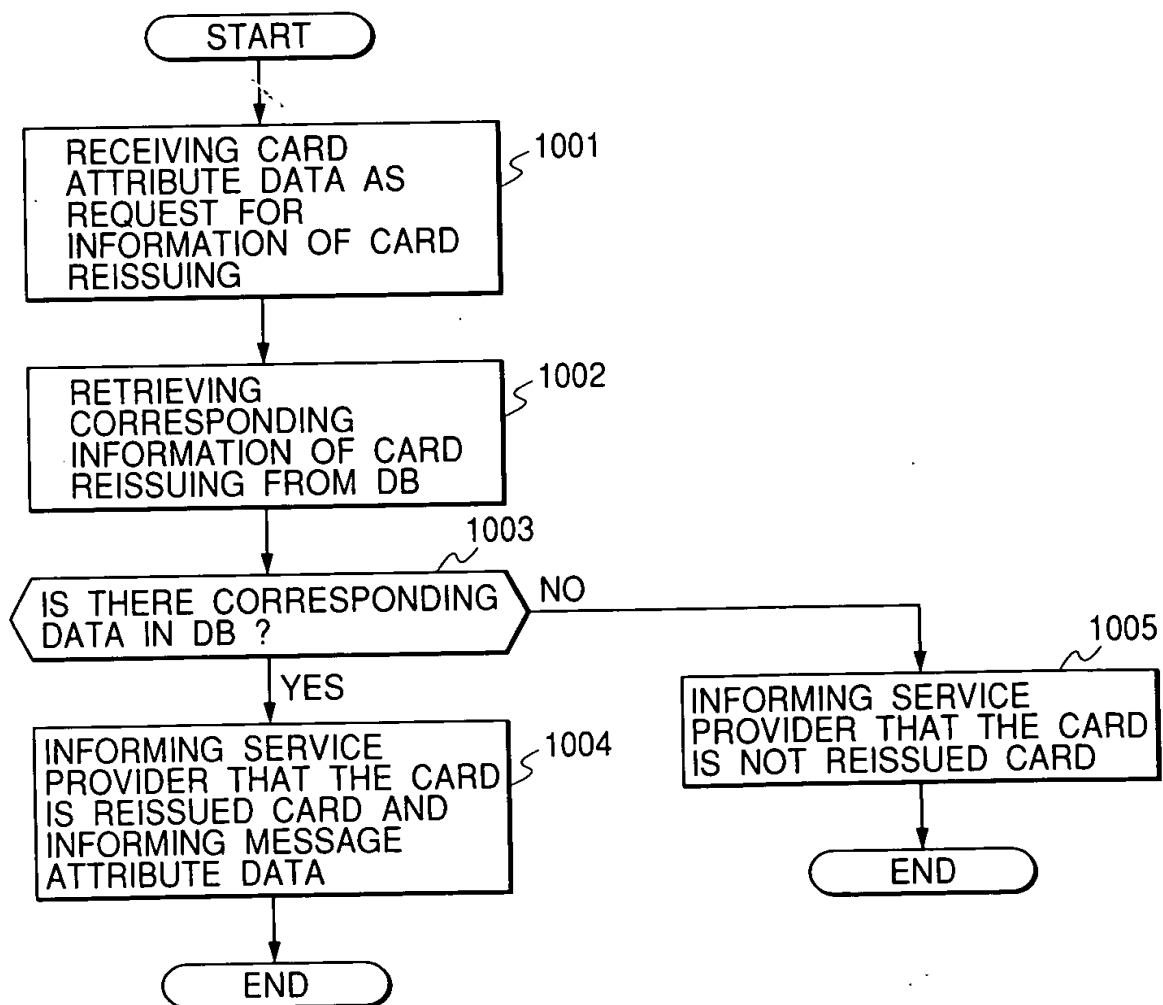 START
RECEIVING CARD
ATTRIBUTE DATA AS
REQUEST FOR
INFORMATION OF CARD
REISSUING
1001
RETRIEVING
CORRESPONDING
INFORMATION OF CARD
REISSUING FROM DB
1002
1003
IS THERE CORRESPONDING
DATA IN DB ?
NO
YES
1005
INFORMING SERVICE
PROVIDER THAT THE CARD
IS NOT REISSUED CARD
END
INFORMING SERVICE
PROVIDER THAT THE CARD
IS REISSUED CARD AND
INFORMING MESSAGE
ATTRIBUTE DATA
1004
END